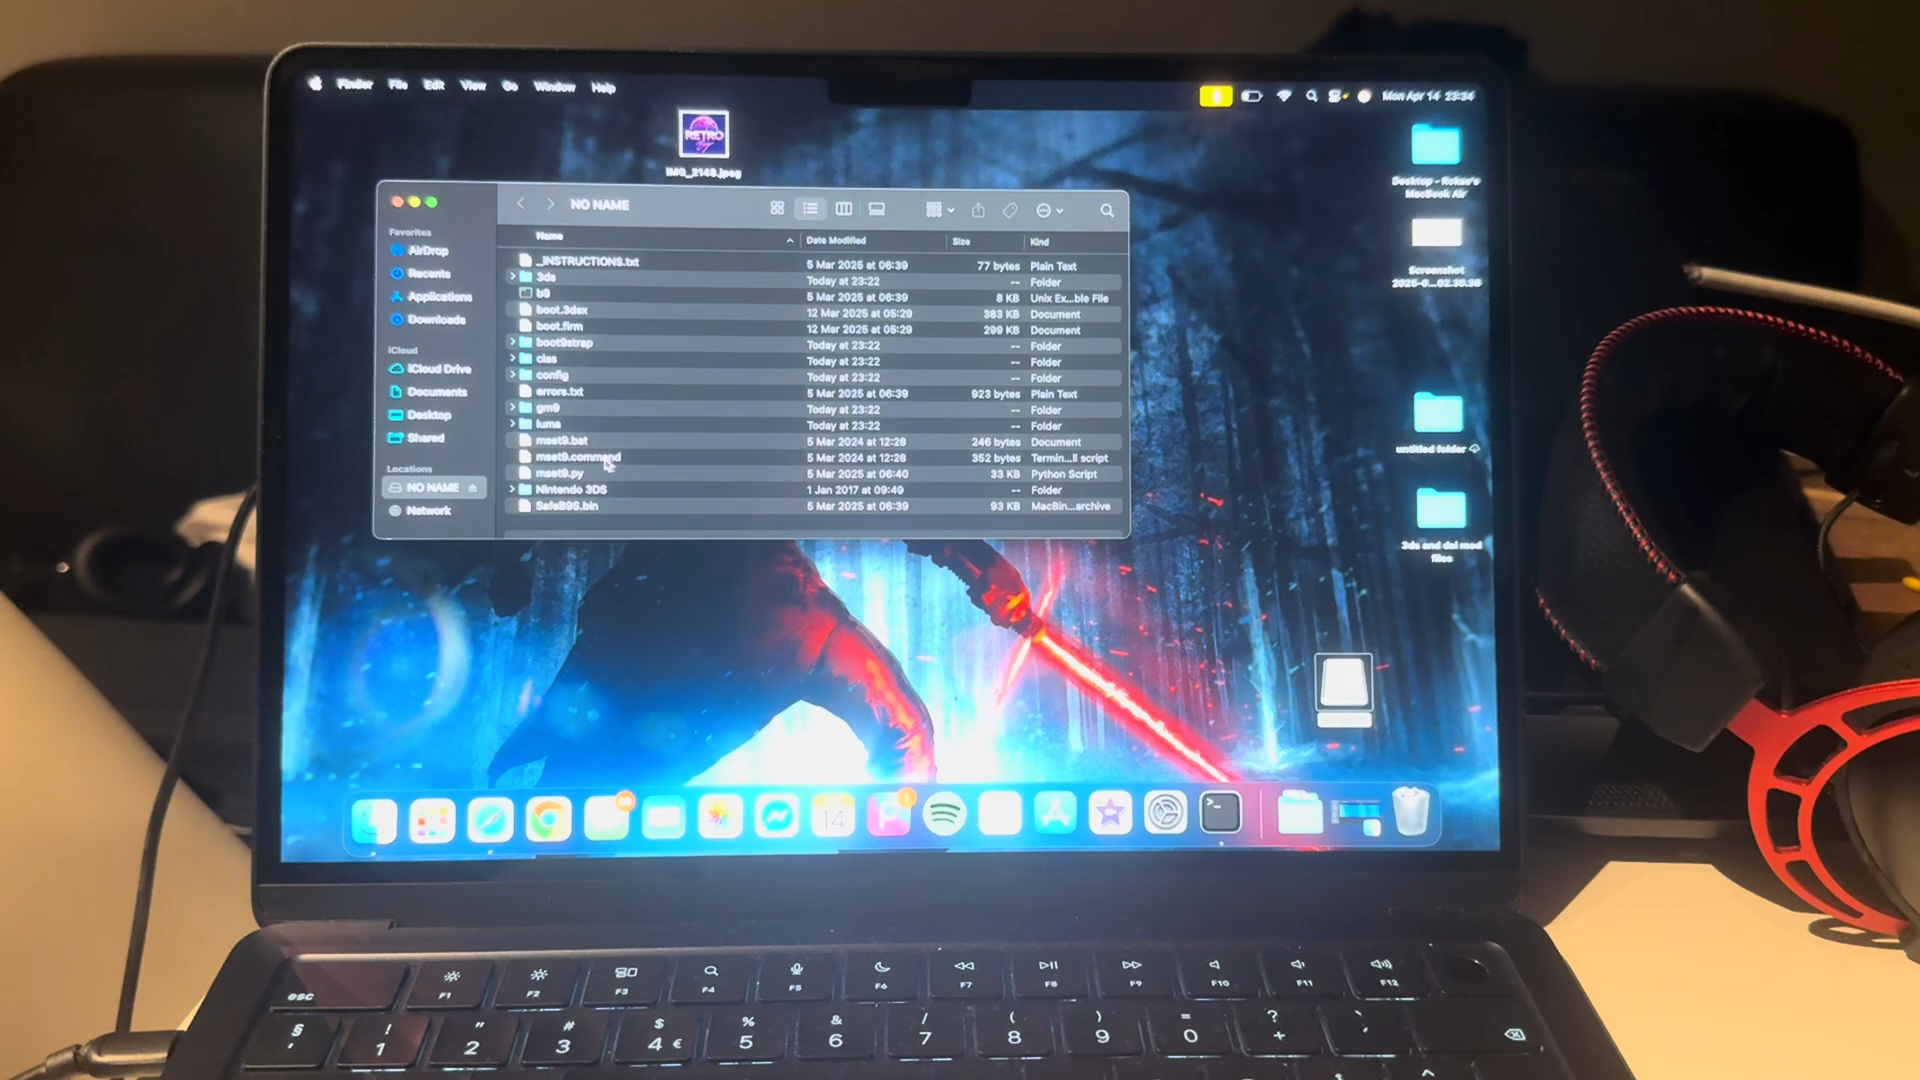 Finder File Edit View Go Window Help
Mon Apr 14 23:34
RETRO
IMG_2148.jpeg
Desktop - Rokas's
MacBook Air
Screenshot
untitled folder
3ds and dsi mod
files
NO NAME
Favorites
AirDrop
Recents
Applications
Downloads
iCloud
iCloud Drive
Documents
Desktop
Shared
Locations
NO NAME
Network
Name Date Modified Size Kind
_INSTRUCTIONS.txt 5 Mar 2025 at 06:39 77 bytes Plain Text
3ds Today at 23:22 -- Folder
b9 5 Mar 2025 at 06:39 8 KB Unix Ex...ble File
boot.3dsx 12 Mar 2025 at 05:29 383 KB Document
boot.firm 12 Mar 2025 at 05:29 299 KB Document
boot9strap Today at 23:22 -- Folder
cias Today at 23:22 -- Folder
config Today at 23:22 -- Folder
errors.txt 5 Mar 2025 at 06:39 923 bytes Plain Text
gm9 Today at 23:22 -- Folder
luma Today at 23:22 -- Folder
mset9.bat 5 Mar 2024 at 12:28 246 bytes Document
mset9.command 5 Mar 2024 at 12:28 352 bytes Termin...ll script
mset9.py 5 Mar 2025 at 06:40 33 KB Python Script
Nintendo 3DS 1 Jan 2017 at 09:49 -- Folder
SafeB9S.bin 5 Mar 2025 at 06:39 93 KB MacBin...archive
14
esc F1 F2 F3 F4 F5 F6 F7 F8 F9 F10 F11 F12
§ ! " # $ % & / ( ) = ?
' 1 2 3 4 € 5 6 7 8 9 0 +